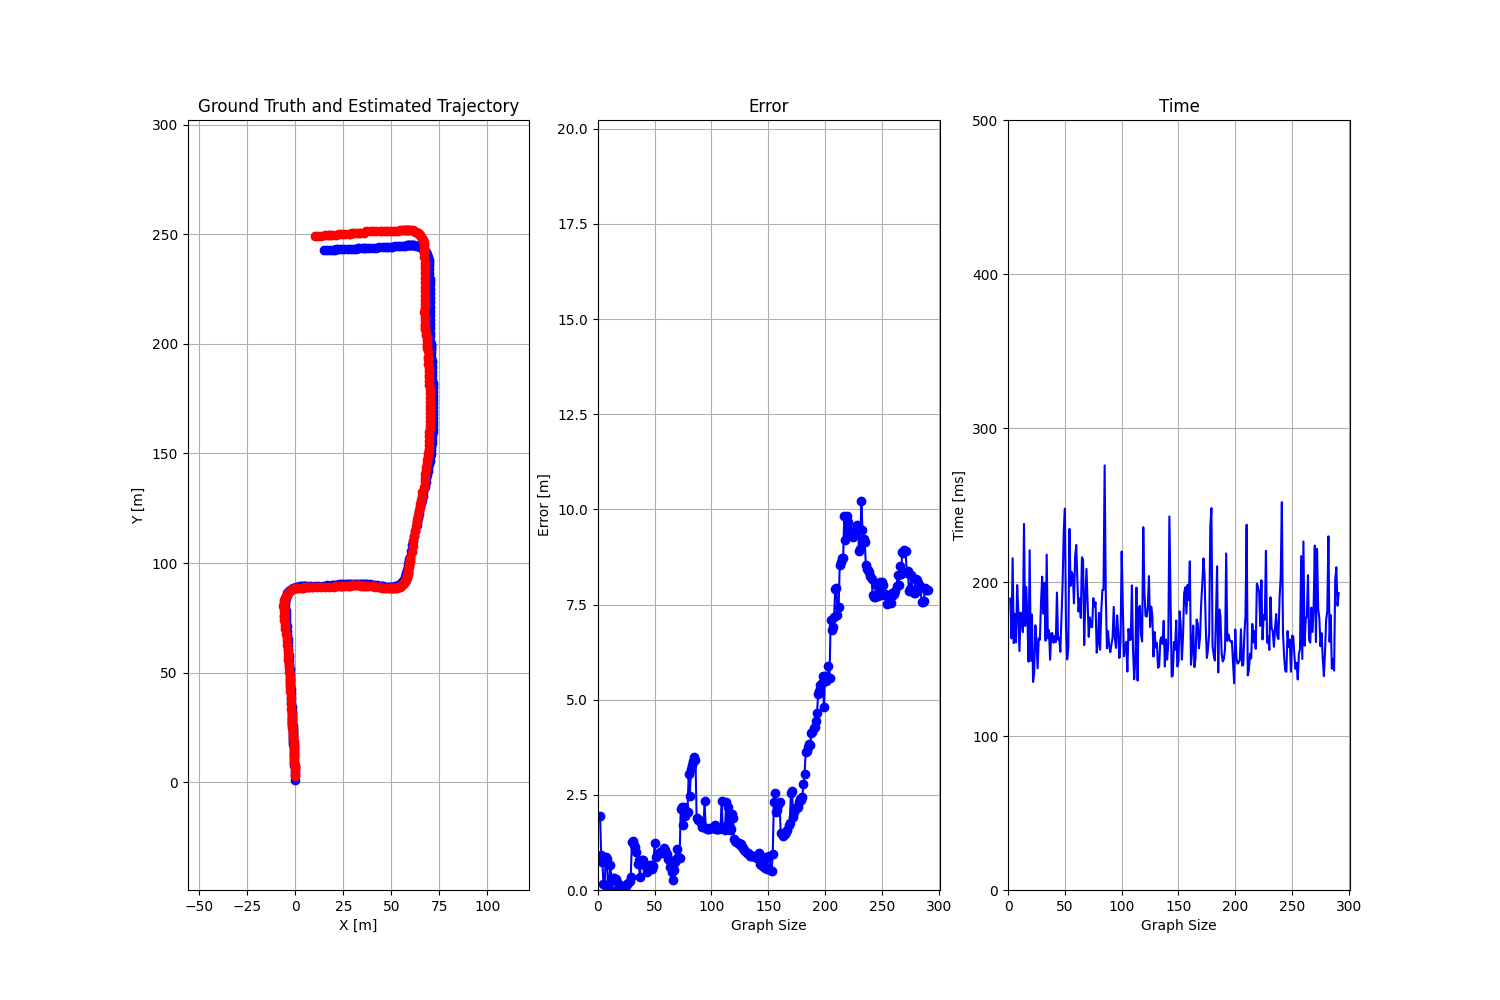 Ground Truth and Estimated Trajectory
300
250
200
150
100
50
0
Y [m]
−50 −25 0 25 50 75 100
X [m]
Error
20.0
17.5
15.0
12.5
10.0
7.5
5.0
2.5
0.0
Error [m]
0 50 100 150 200 250 300
Graph Size
Time
500
400
300
200
100
0
Time [ms]
0 50 100 150 200 250 300
Graph Size